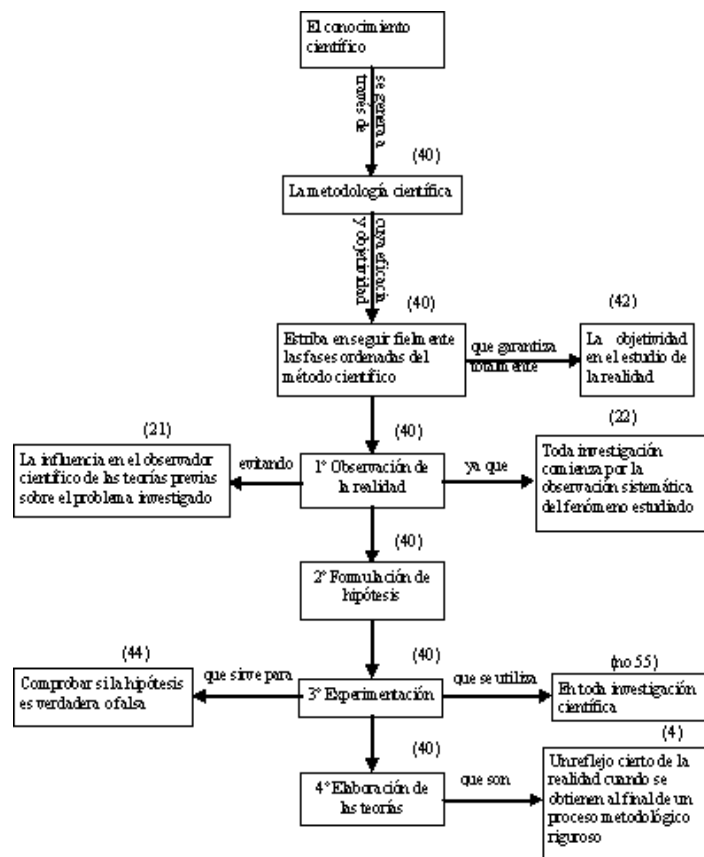 El conocimiento
científico
se genera a
través de
(40)
La metodología científica
cuya eficacia
y objetividad
(40)
Estriba en seguir fielmente
las fases ordenadas del
método científico
que garantiza
totalmente
(42)
La objetividad
en el estudio de
la realidad
(40)
1º Observación de
la realidad
evitando
(21)
La influencia en el observador
científico de las teorías previas
sobre el problema investigado
ya que
(22)
Toda investigación
comienza por la
observación sistemática
del fenómeno estudiado
(40)
2º Formulación de
hipótesis
(40)
3º Experimentación
que sirve para
(44)
Comprobar si la hipótesis
es verdadera o falsa
que se utiliza
(no 55)
En toda investigación
científica
(40)
4º Elaboración de
las teorías
que son
(4)
Un reflejo cierto de la
realidad cuando se
obtienen al final de un
proceso metodológico
riguroso